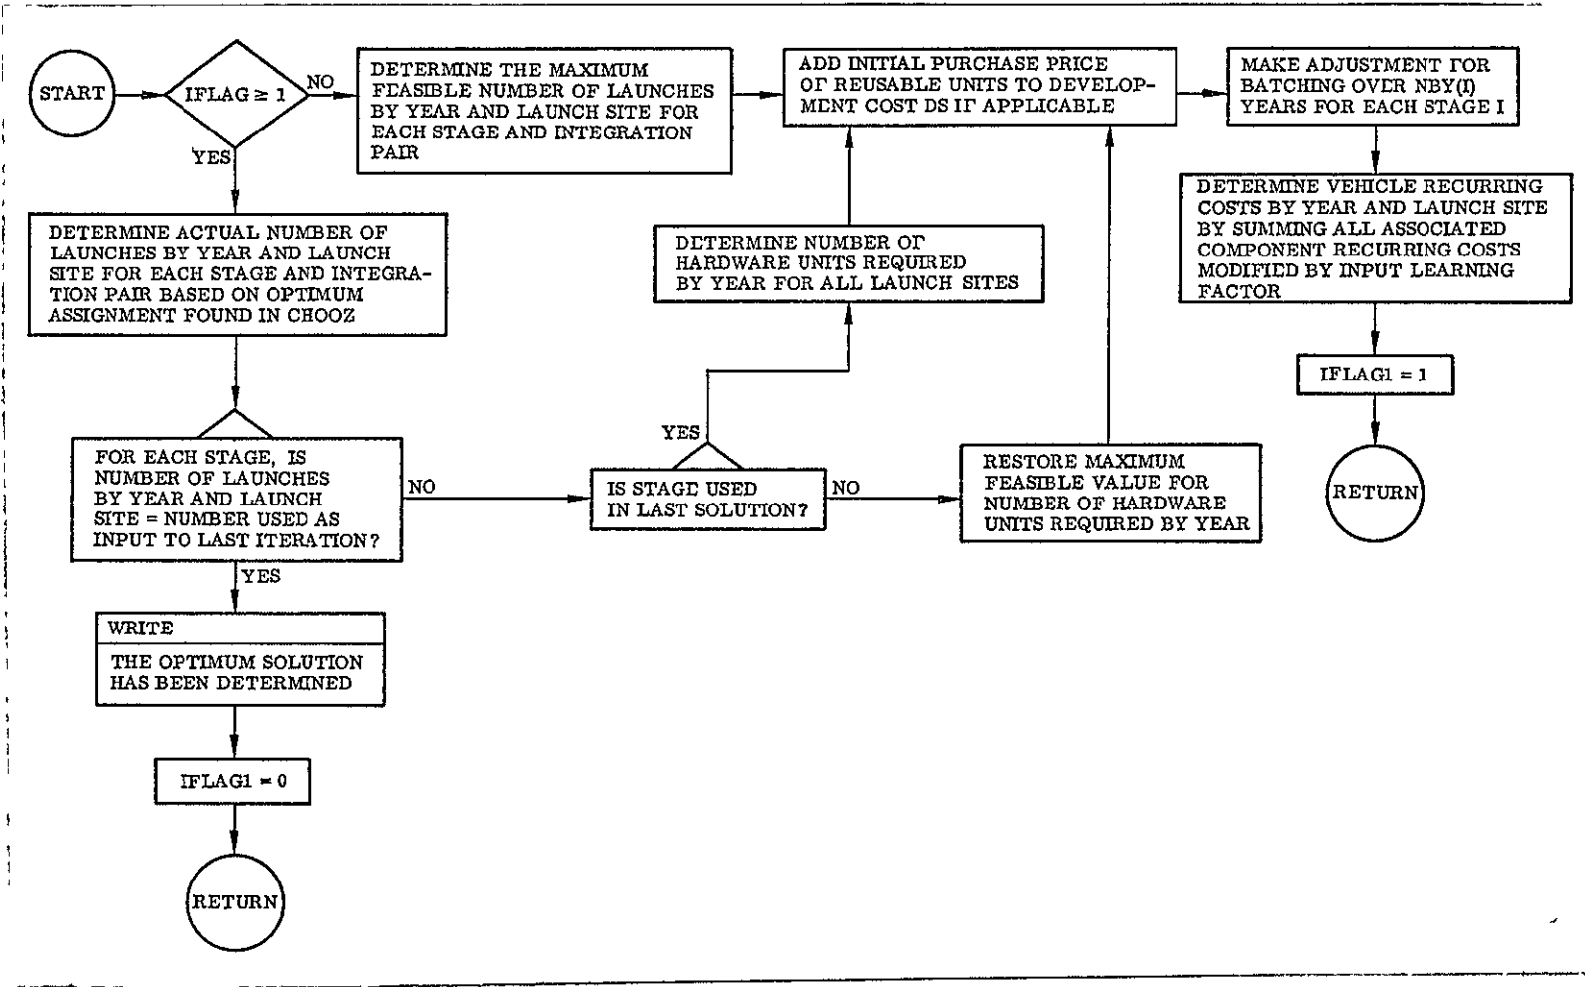 START
IFLAG ≥ 1
NO
DETERMINE THE MAXIMUM
FEASIBLE NUMBER OF LAUNCHES
BY YEAR AND LAUNCH SITE FOR
EACH STAGE AND INTEGRATION
PAIR
ADD INITIAL PURCHASE PRICE
OF REUSABLE UNITS TO DEVELOP-
MENT COST DS IF APPLICABLE
MAKE ADJUSTMENT FOR
BATCHING OVER NBY(I)
YEARS FOR EACH STAGE I
YES
DETERMINE ACTUAL NUMBER OF
LAUNCHES BY YEAR AND LAUNCH
SITE FOR EACH STAGE AND INTEGRA-
TION PAIR BASED ON OPTIMUM
ASSIGNMENT FOUND IN CHOOZ
DETERMINE NUMBER OF
HARDWARE UNITS REQUIRED
BY YEAR FOR ALL LAUNCH SITES
DETERMINE VEHICLE RECURRING
COSTS BY YEAR AND LAUNCH SITE
BY SUMMING ALL ASSOCIATED
COMPONENT RECURRING COSTS
MODIFIED BY INPUT LEARNING
FACTOR
IFLAG1 = 1
RETURN
FOR EACH STAGE, IS
NUMBER OF LAUNCHES
BY YEAR AND LAUNCH
SITE = NUMBER USED AS
INPUT TO LAST ITERATION?
NO
YES
IS STAGE USED
IN LAST SOLUTION?
NO
RESTORE MAXIMUM
FEASIBLE VALUE FOR
NUMBER OF HARDWARE
UNITS REQUIRED BY YEAR
YES
WRITE
THE OPTIMUM SOLUTION
HAS BEEN DETERMINED
IFLAG1 = 0
RETURN